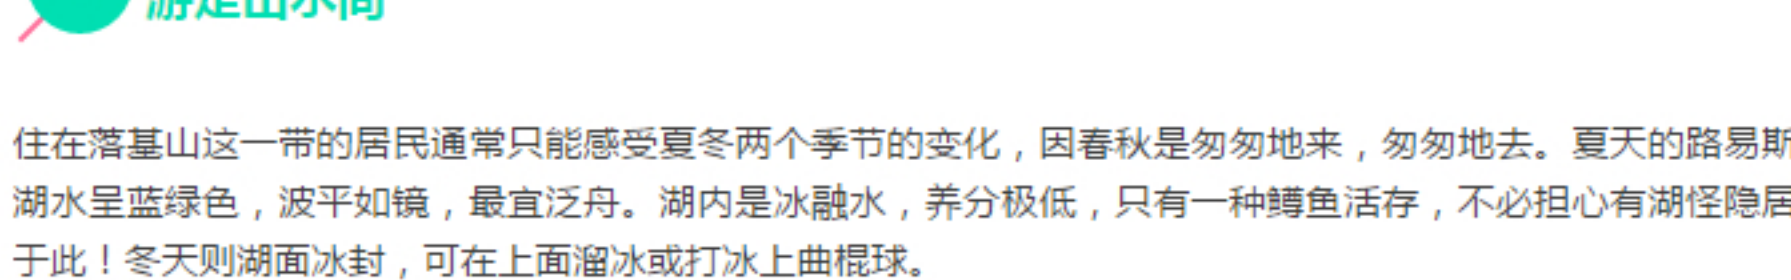 游走山水间
住在落基山这一带的居民通常只能感受夏冬两个季节的变化，因春秋是匆匆地来，匆匆地去。夏天的路易斯
湖水呈蓝绿色，波平如镜，最宜泛舟。湖内是冰融水，养分极低，只有一种鳟鱼活存，不必担心有湖怪隐居
于此！冬天则湖面冰封，可在上面溜冰或打冰上曲棍球。